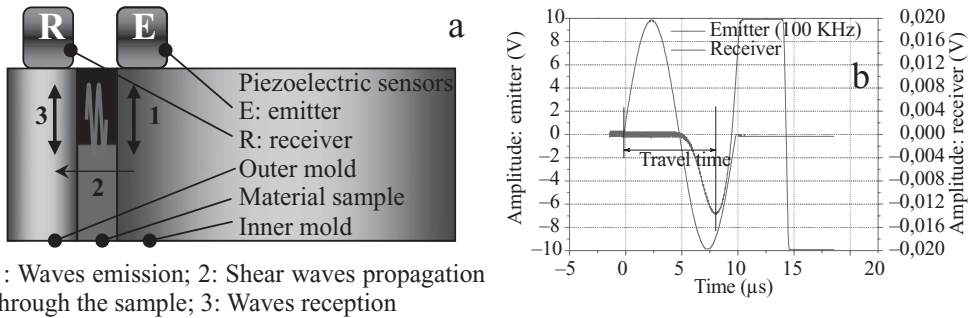 R
E
a
Piezoelectric sensors
E: emitter
R: receiver
Outer mold
Material sample
Inner mold
3
1
2
: Waves emission; 2: Shear waves propagation
hrough the sample; 3: Waves reception
b
Emitter (100 KHz)
Receiver
Travel time
Amplitude: emitter (V)
10
8
6
4
2
0
−2
−4
−6
−8
−10
−5
0
5
10
15
20
Time (μs)
0,020
0,016
0,012
0,008
0,004
0,000
−0,004
−0,008
−0,012
−0,016
−0,020
Amplitude: receiver (V)